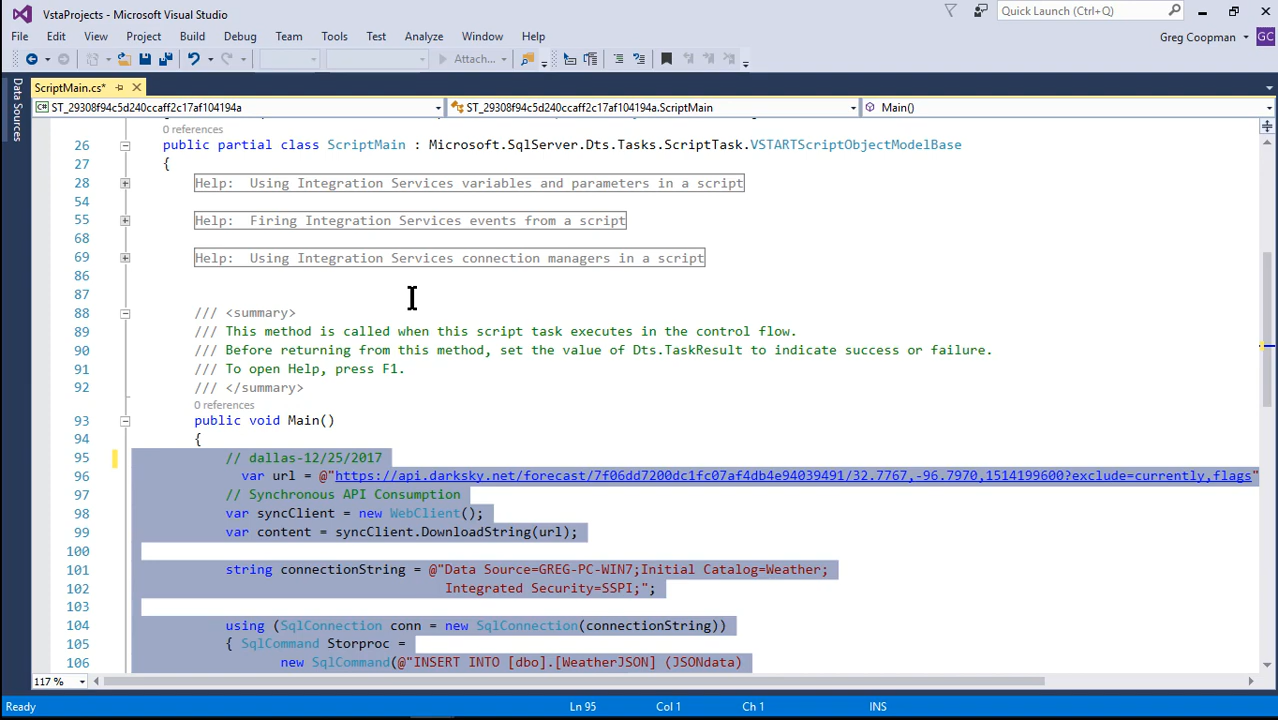 VstaProjects - Microsoft Visual Studio
Quick Launch (Ctrl+Q)
File Edit View Project Build Debug Team Tools Test Analyze Window Help
Greg Coopman GC
Attach...
Data Sources
ScriptMain.cs*
ST_29308f94c5d240ccaff2c17af104194a
ST_29308f94c5d240ccaff2c17af104194a.ScriptMain
Main()
0 references
26 public partial class ScriptMain : Microsoft.SqlServer.Dts.Tasks.ScriptTask.VSTARTScriptObjectModelBase
27 {
28 Help: Using Integration Services variables and parameters in a script
54
55 Help: Firing Integration Services events from a script
68
69 Help: Using Integration Services connection managers in a script
86
87
88 /// <summary>
89 /// This method is called when this script task executes in the control flow.
90 /// Before returning from this method, set the value of Dts.TaskResult to indicate success or failure.
91 /// To open Help, press F1.
92 /// </summary>
0 references
93 public void Main()
94 {
95 // dallas-12/25/2017
96 var url = @"https://api.darksky.net/forecast/7f06dd7200dc1fc07af4db4e94039491/32.7767,-96.7970,1514199600?exclude=currently,flags"
97 // Synchronous API Consumption
98 var syncClient = new WebClient();
99 var content = syncClient.DownloadString(url);
100
101 string connectionString = @"Data Source=GREG-PC-WIN7;Initial Catalog=Weather;
102 Integrated Security=SSPI;";
103
104 using (SqlConnection conn = new SqlConnection(connectionString))
105 { SqlCommand Storproc =
106 new SqlCommand(@"INSERT INTO [dbo].[WeatherJSON] (JSONdata)
117 %
Ready Ln 95 Col 1 Ch 1 INS